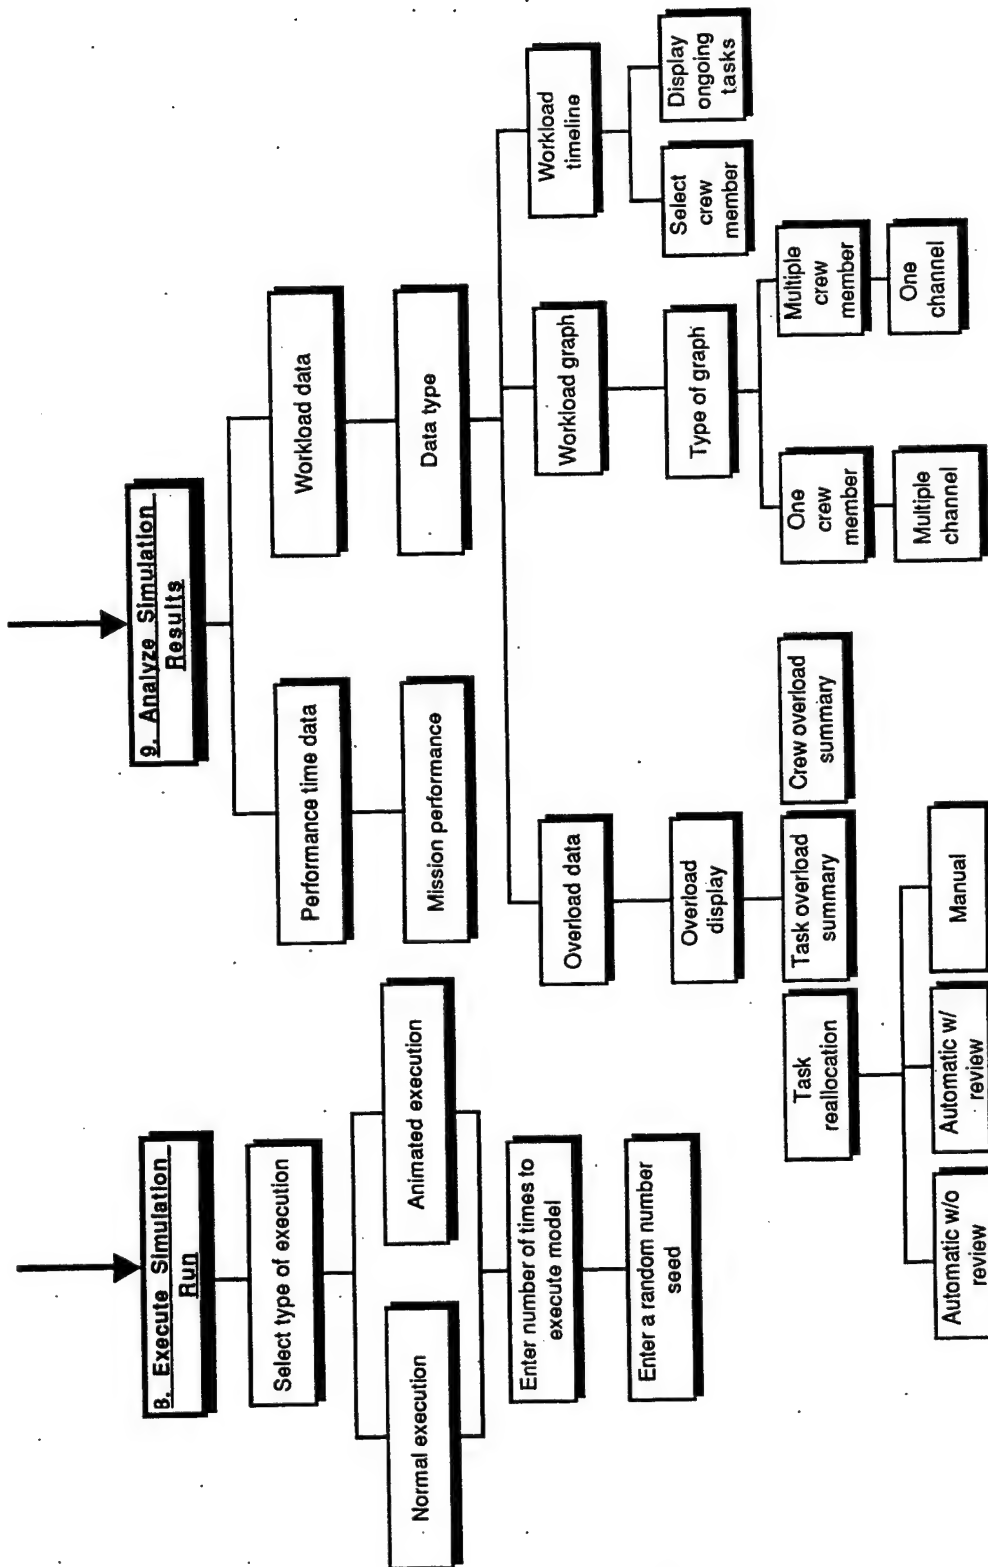 8. Execute Simulation
Run
Select type of execution
Normal execution
Animated execution
Enter number of times to
execute model
Enter a random number
seed
9. Analyze Simulation
Results
Performance time data
Workload data
Mission performance
Data type
Overload data
Workload graph
Workload
timeline
Overload
display
Type of graph
Select
crew
member
Display
ongoing
tasks
Task
reallocation
Task overload
summary
Crew overload
summary
One
crew
member
Multiple
crew
member
Automatic w/o
review
Automatic w/
review
Manual
Multiple
channel
One
channel